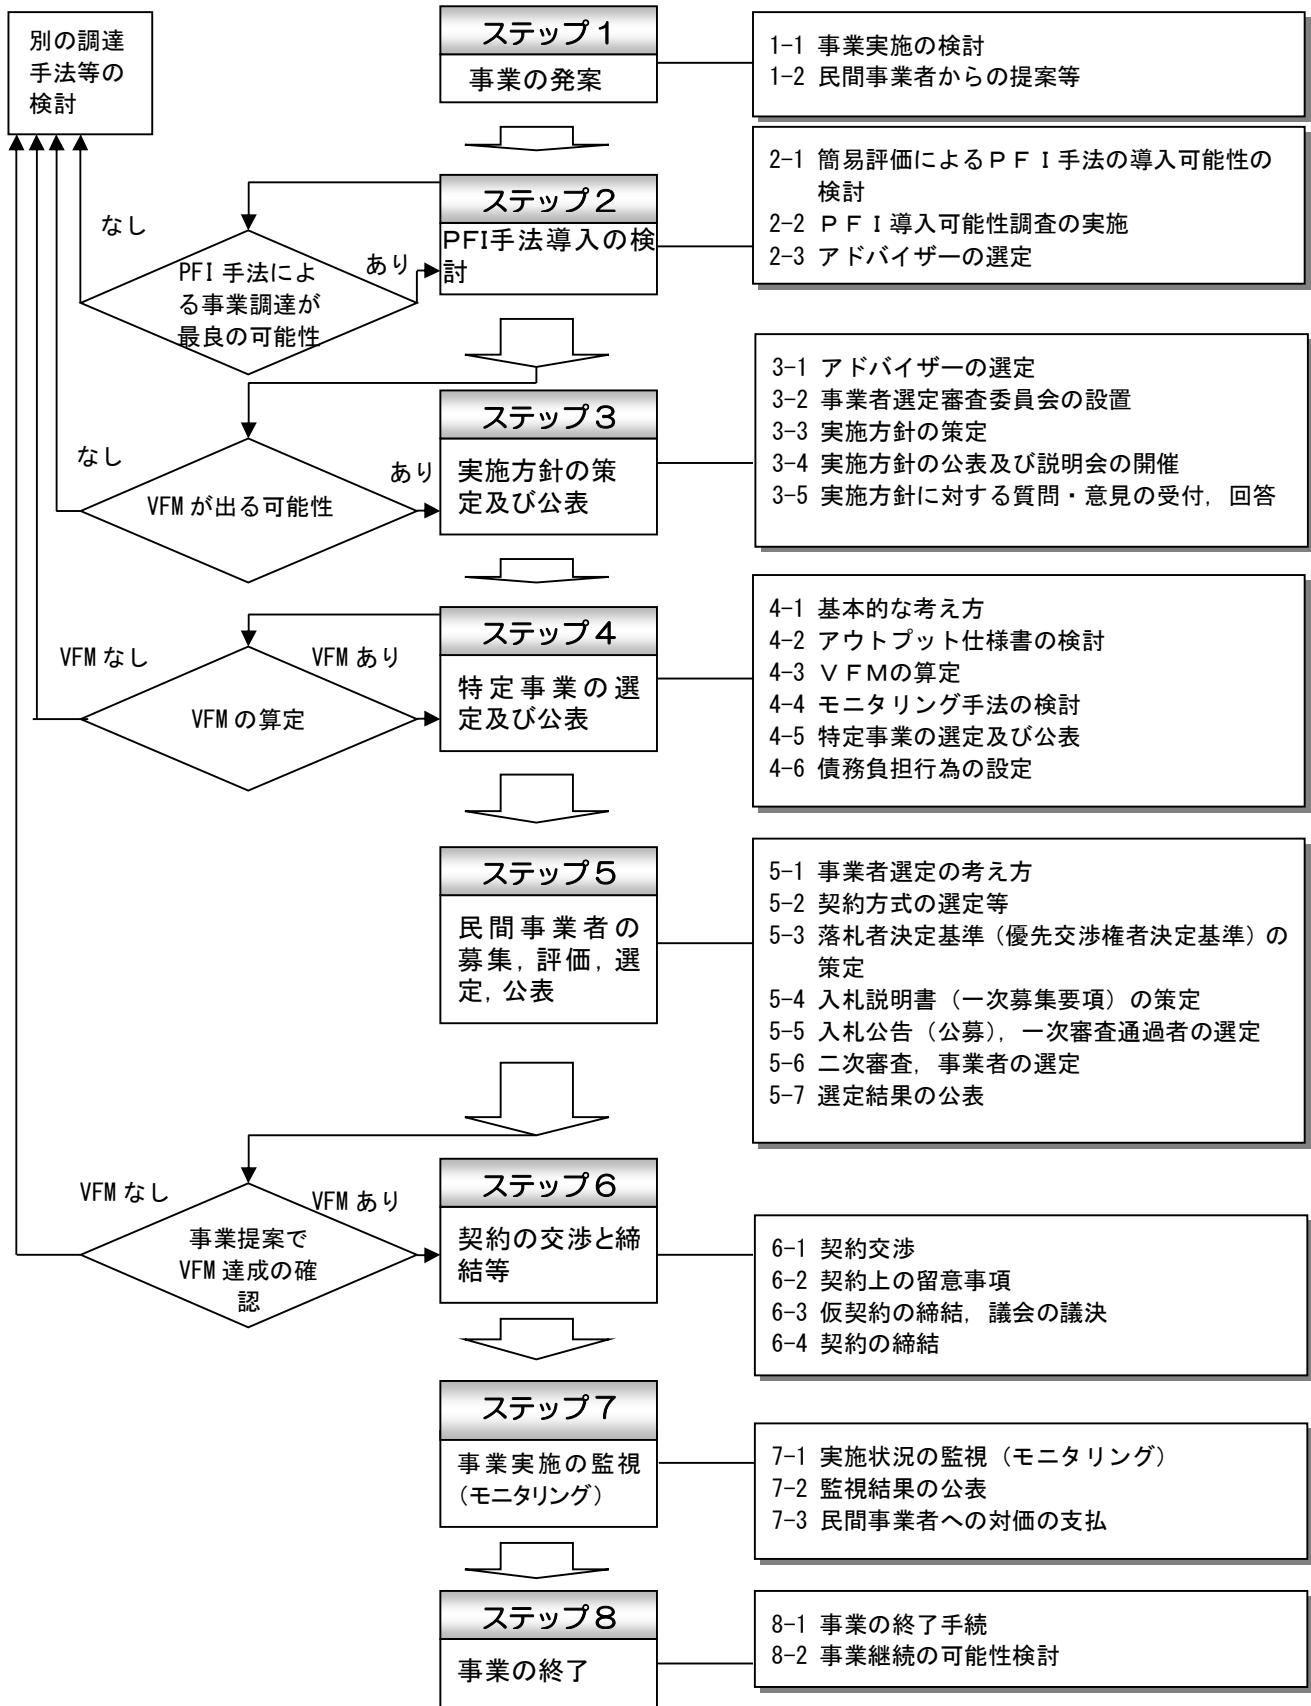 別の調達
手法等の
検討
ステップ1
事業の発案
1-1 事業実施の検討
1-2 民間事業者からの提案等
ステップ2
PFI手法導入の検
討
2-1 簡易評価によるＰＦＩ手法の導入可能性の
検討
2-2 ＰＦＩ導入可能性調査の実施
2-3 アドバイザーの選定
なし
あり
PFI 手法によ
る事業調達が
最良の可能性
ステップ3
実施方針の策
定及び公表
3-1 アドバイザーの選定
3-2 事業者選定審査委員会の設置
3-3 実施方針の策定
3-4 実施方針の公表及び説明会の開催
3-5 実施方針に対する質問・意見の受付，回答
なし
あり
VFM が出る可能性
ステップ4
特定事業の選
定及び公表
4-1 基本的な考え方
4-2 アウトプット仕様書の検討
4-3 ＶＦＭの算定
4-4 モニタリング手法の検討
4-5 特定事業の選定及び公表
4-6 債務負担行為の設定
VFM なし
VFM あり
VFM の算定
ステップ5
民間事業者の
募集，評価，選
定，公表
5-1 事業者選定の考え方
5-2 契約方式の選定等
5-3 落札者決定基準（優先交渉権者決定基準）の
策定
5-4 入札説明書（一次募集要項）の策定
5-5 入札公告（公募），一次審査通過者の選定
5-6 二次審査，事業者の選定
5-7 選定結果の公表
VFM なし
VFM あり
事業提案で
VFM 達成の確
認
ステップ6
契約の交渉と締
結等
6-1 契約交渉
6-2 契約上の留意事項
6-3 仮契約の締結，議会の議決
6-4 契約の締結
ステップ7
事業実施の監視
（モニタリング）
7-1 実施状況の監視（モニタリング）
7-2 監視結果の公表
7-3 民間事業者への対価の支払
ステップ8
事業の終了
8-1 事業の終了手続
8-2 事業継続の可能性検討